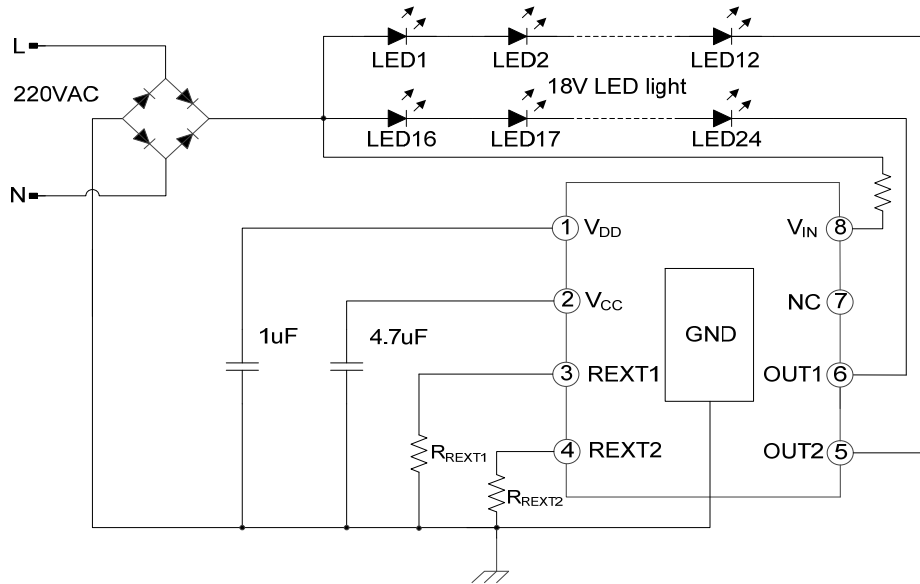 L
220VAC
N
LED1
LED2
LED12
18V LED light
LED16
LED17
LED24
1 VDD
VIN 8
2 VCC
NC 7
GND
1uF
4.7uF
3 REXT1
OUT1 6
RREXT1
4 REXT2
OUT2 5
RREXT2